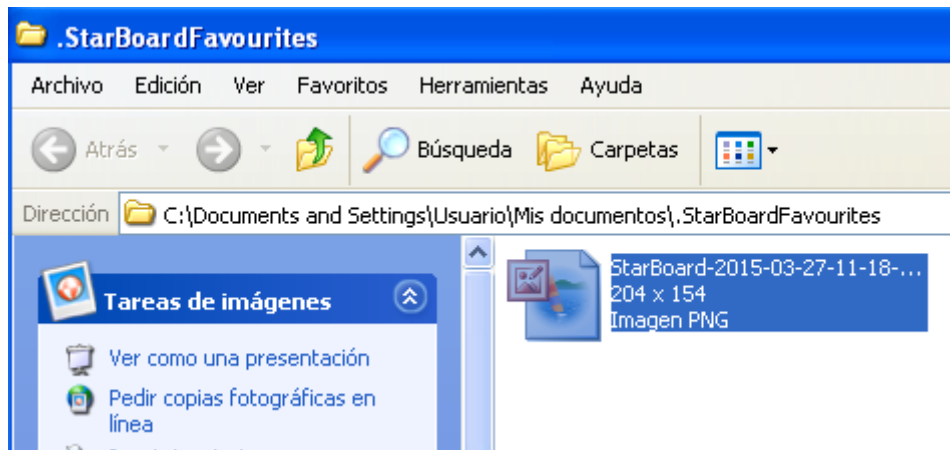 .StarBoardFavourites
Archivo Edición Ver Favoritos Herramientas Ayuda
Atrás Búsqueda Carpetas
Dirección C:\Documents and Settings\Usuario\Mis documentos\.StarBoardFavourites
Tareas de imágenes
Ver como una presentación
Pedir copias fotográficas en
línea
StarBoard-2015-03-27-11-18-...
204 x 154
Imagen PNG